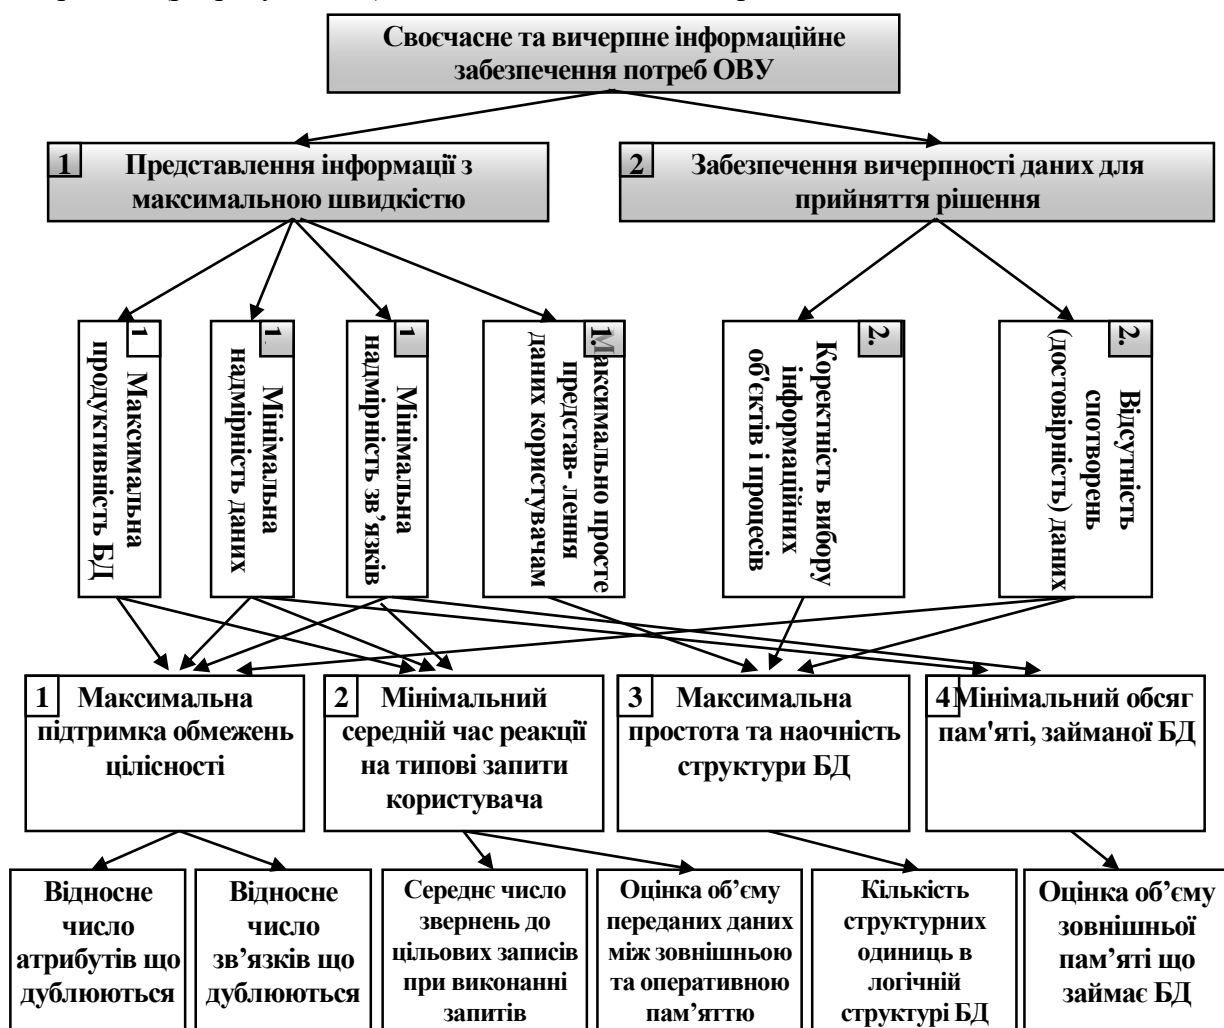 Своєчасне та вичерпне інформаційне
забезпечення потреб ОВУ
1
Представлення інформації з
максимальною швидкістю
2
Забезпечення вичерпності даних для
прийняття рішення
1
Максимальна
продуктивність БД
1.
Мінімальна
надмірність даних
1
Мінімальна
надмірність зв’язків
1.
Максимально просте
представ- лення
даних користувачам
2.
Коректність вибору
інформаційних
об'єктів і процесів
2.
Відсутність
спотворень
(достовірність) даних
1
Максимальна
підтримка обмежень
цілісності
2
Мінімальний
середній час реакції
на типові запити
користувача
3
Максимальна
простота та наочність
структури БД
4
Мінімальний обсяг
пам'яті, займаної БД
Відносне
число
атрибутів що
дублюються
Відносне
число
зв’язків що
дублюються
Середнє число
звернень до
цільових записів
при виконанні
запитів
Оцінка об’єму
переданих даних
між зовнішньою
та оперативною
пам’яттю
Кількість
структурних
одиниць в
логічній
структурі БД
Оцінка об’єму
зовнішньої
пам’яті що
займає БД